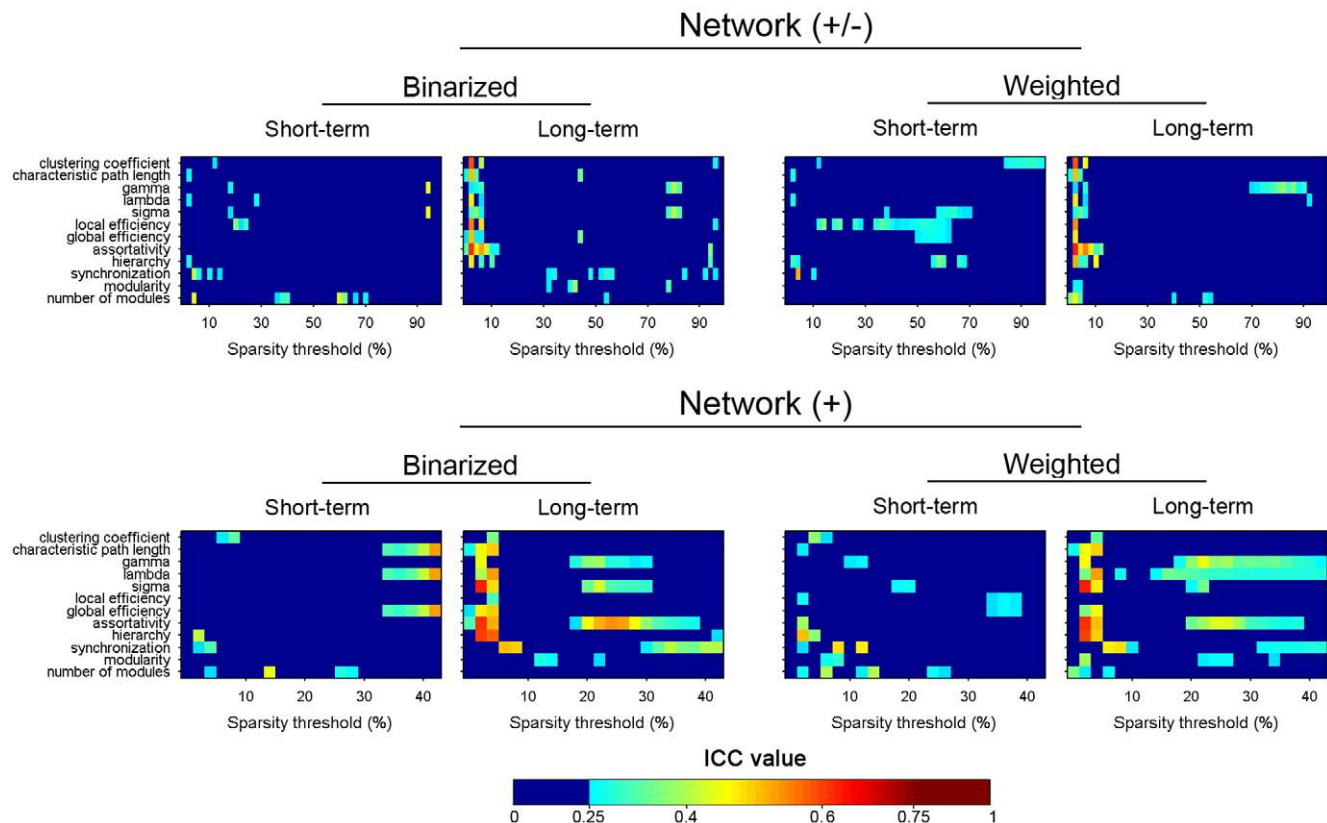 Network (+/-)
Binarized
Weighted
Short-term
Long-term
Short-term
Long-term
clustering coefficient
characteristic path length
gamma
lambda
sigma
local efficiency
global efficiency
assortativity
hierarchy
synchronization
modularity
number of modules
10 30 50 70 90
10 30 50 70 90
10 30 50 70 90
10 30 50 70 90
Sparsity threshold (%)
Sparsity threshold (%)
Sparsity threshold (%)
Sparsity threshold (%)
Network (+)
Binarized
Weighted
Short-term
Long-term
Short-term
Long-term
clustering coefficient
characteristic path length
gamma
lambda
sigma
local efficiency
global efficiency
assortativity
hierarchy
synchronization
modularity
number of modules
10 20 30 40
10 20 30 40
10 20 30 40
10 20 30 40
Sparsity threshold (%)
Sparsity threshold (%)
Sparsity threshold (%)
Sparsity threshold (%)
ICC value
0 0.25 0.4 0.6 0.75 1